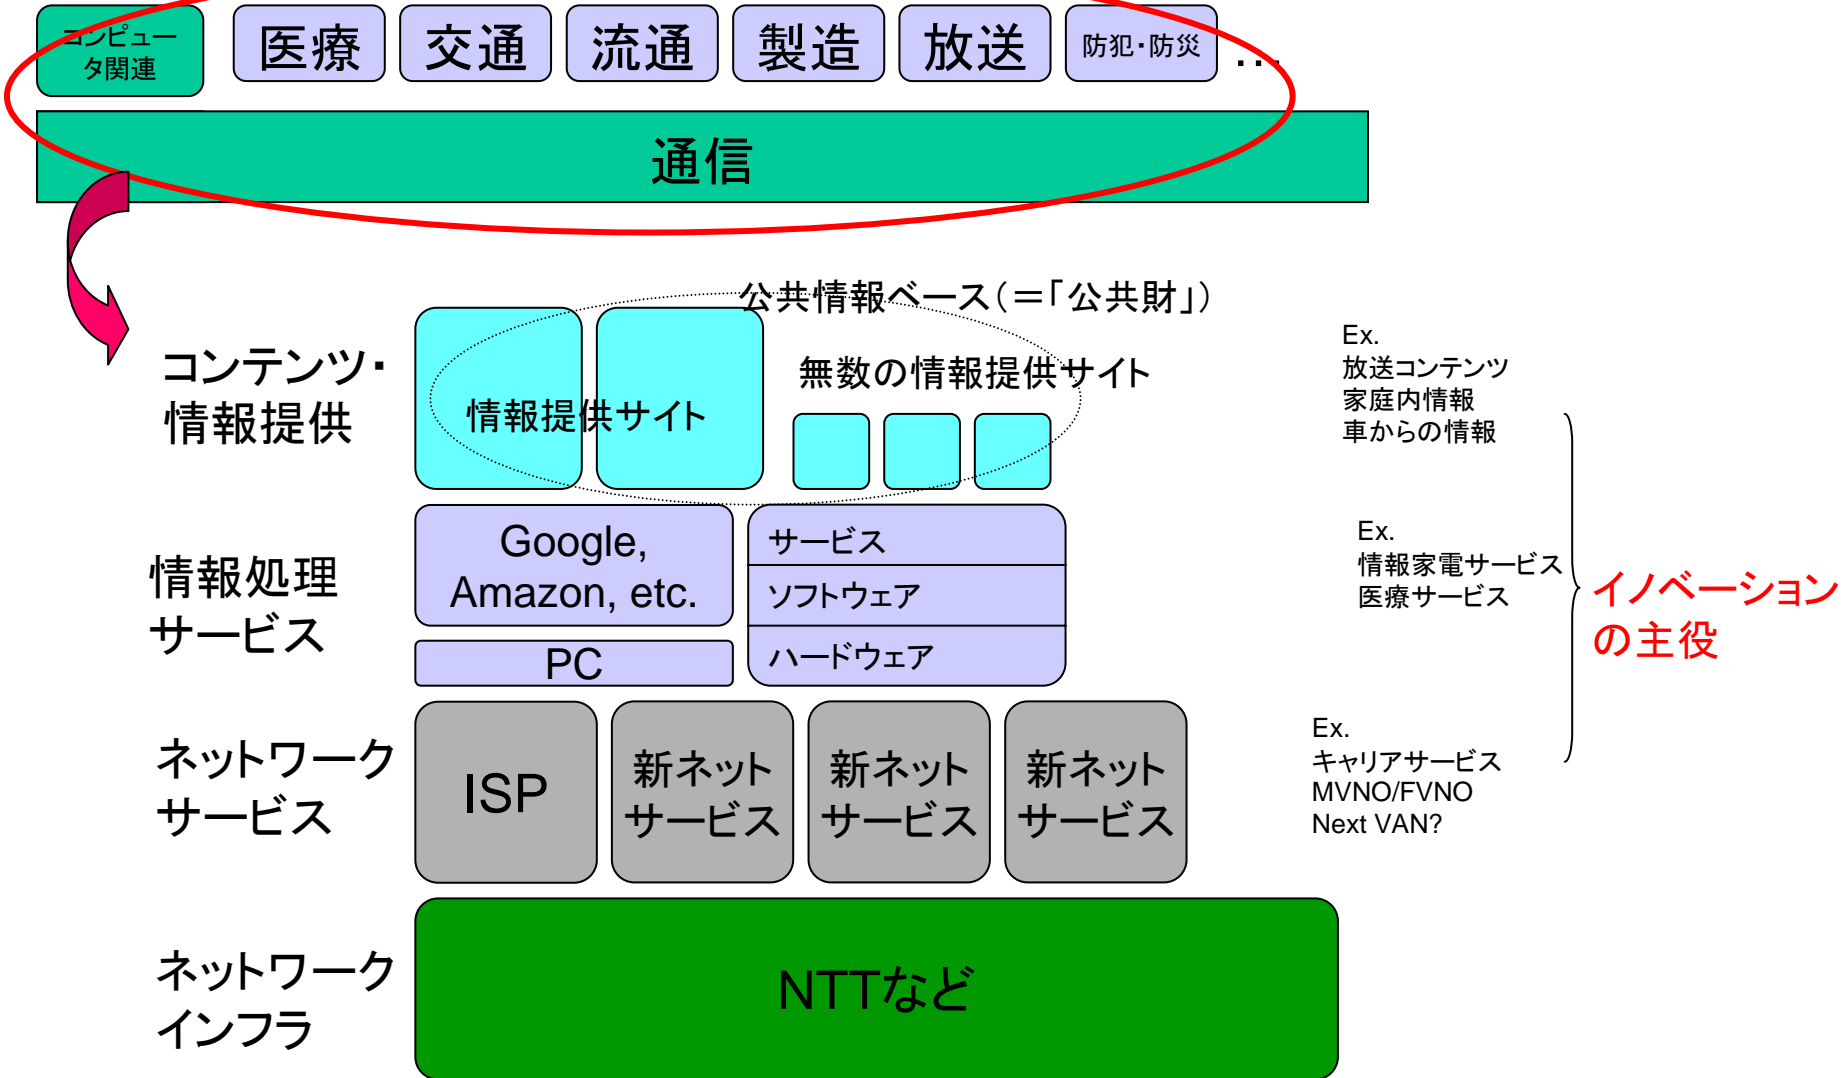 コンピュー
タ関連
医療
交通
流通
製造
放送
防犯・防災
…
通信
公共情報ベース(=「公共財」)
コンテンツ・
情報提供
情報提供サイト
無数の情報提供サイト
Ex.
放送コンテンツ
家庭内情報
車からの情報
情報処理
サービス
Google,
Amazon, etc.
PC
サービス
ソフトウェア
ハードウェア
Ex.
情報家電サービス
医療サービス
イノベーション
の主役
ネットワーク
サービス
ISP
新ネット
サービス
新ネット
サービス
新ネット
サービス
Ex.
キャリアサービス
MVNO/FVNO
Next VAN?
ネットワーク
インフラ
NTTなど